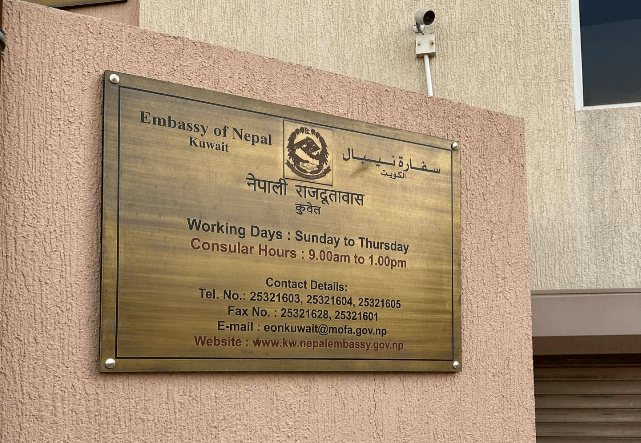 Embassy of Nepal
Kuwait
سفارة نيبال
الكويت
नेपाली राजदूतावास
कुवेत
Working Days : Sunday to Thursday
Consular Hours : 9.00am to 1.00pm
Contact Details:
Tel. No.: 25321603, 25321604, 25321605
Fax No. : 25321628, 25321601
E-mail : eonkuwait@mofa.gov.np
Website : www.kw.nepalembassy.gov.np